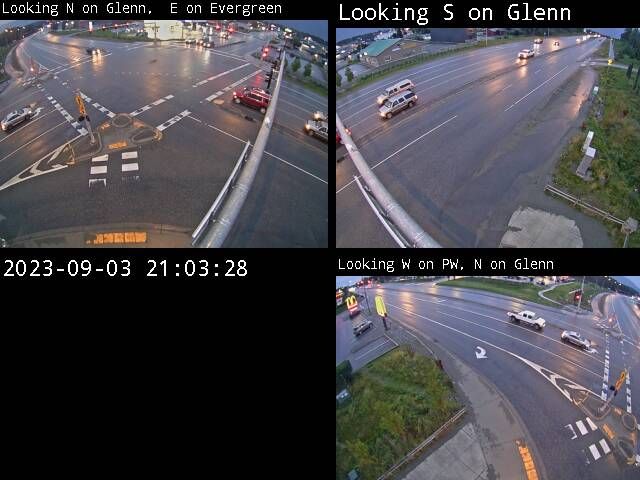 Looking N on Glenn,  E on Evergreen
Looking S on Glenn
2023-09-03 21:03:28
Looking W on PW, N on Glenn